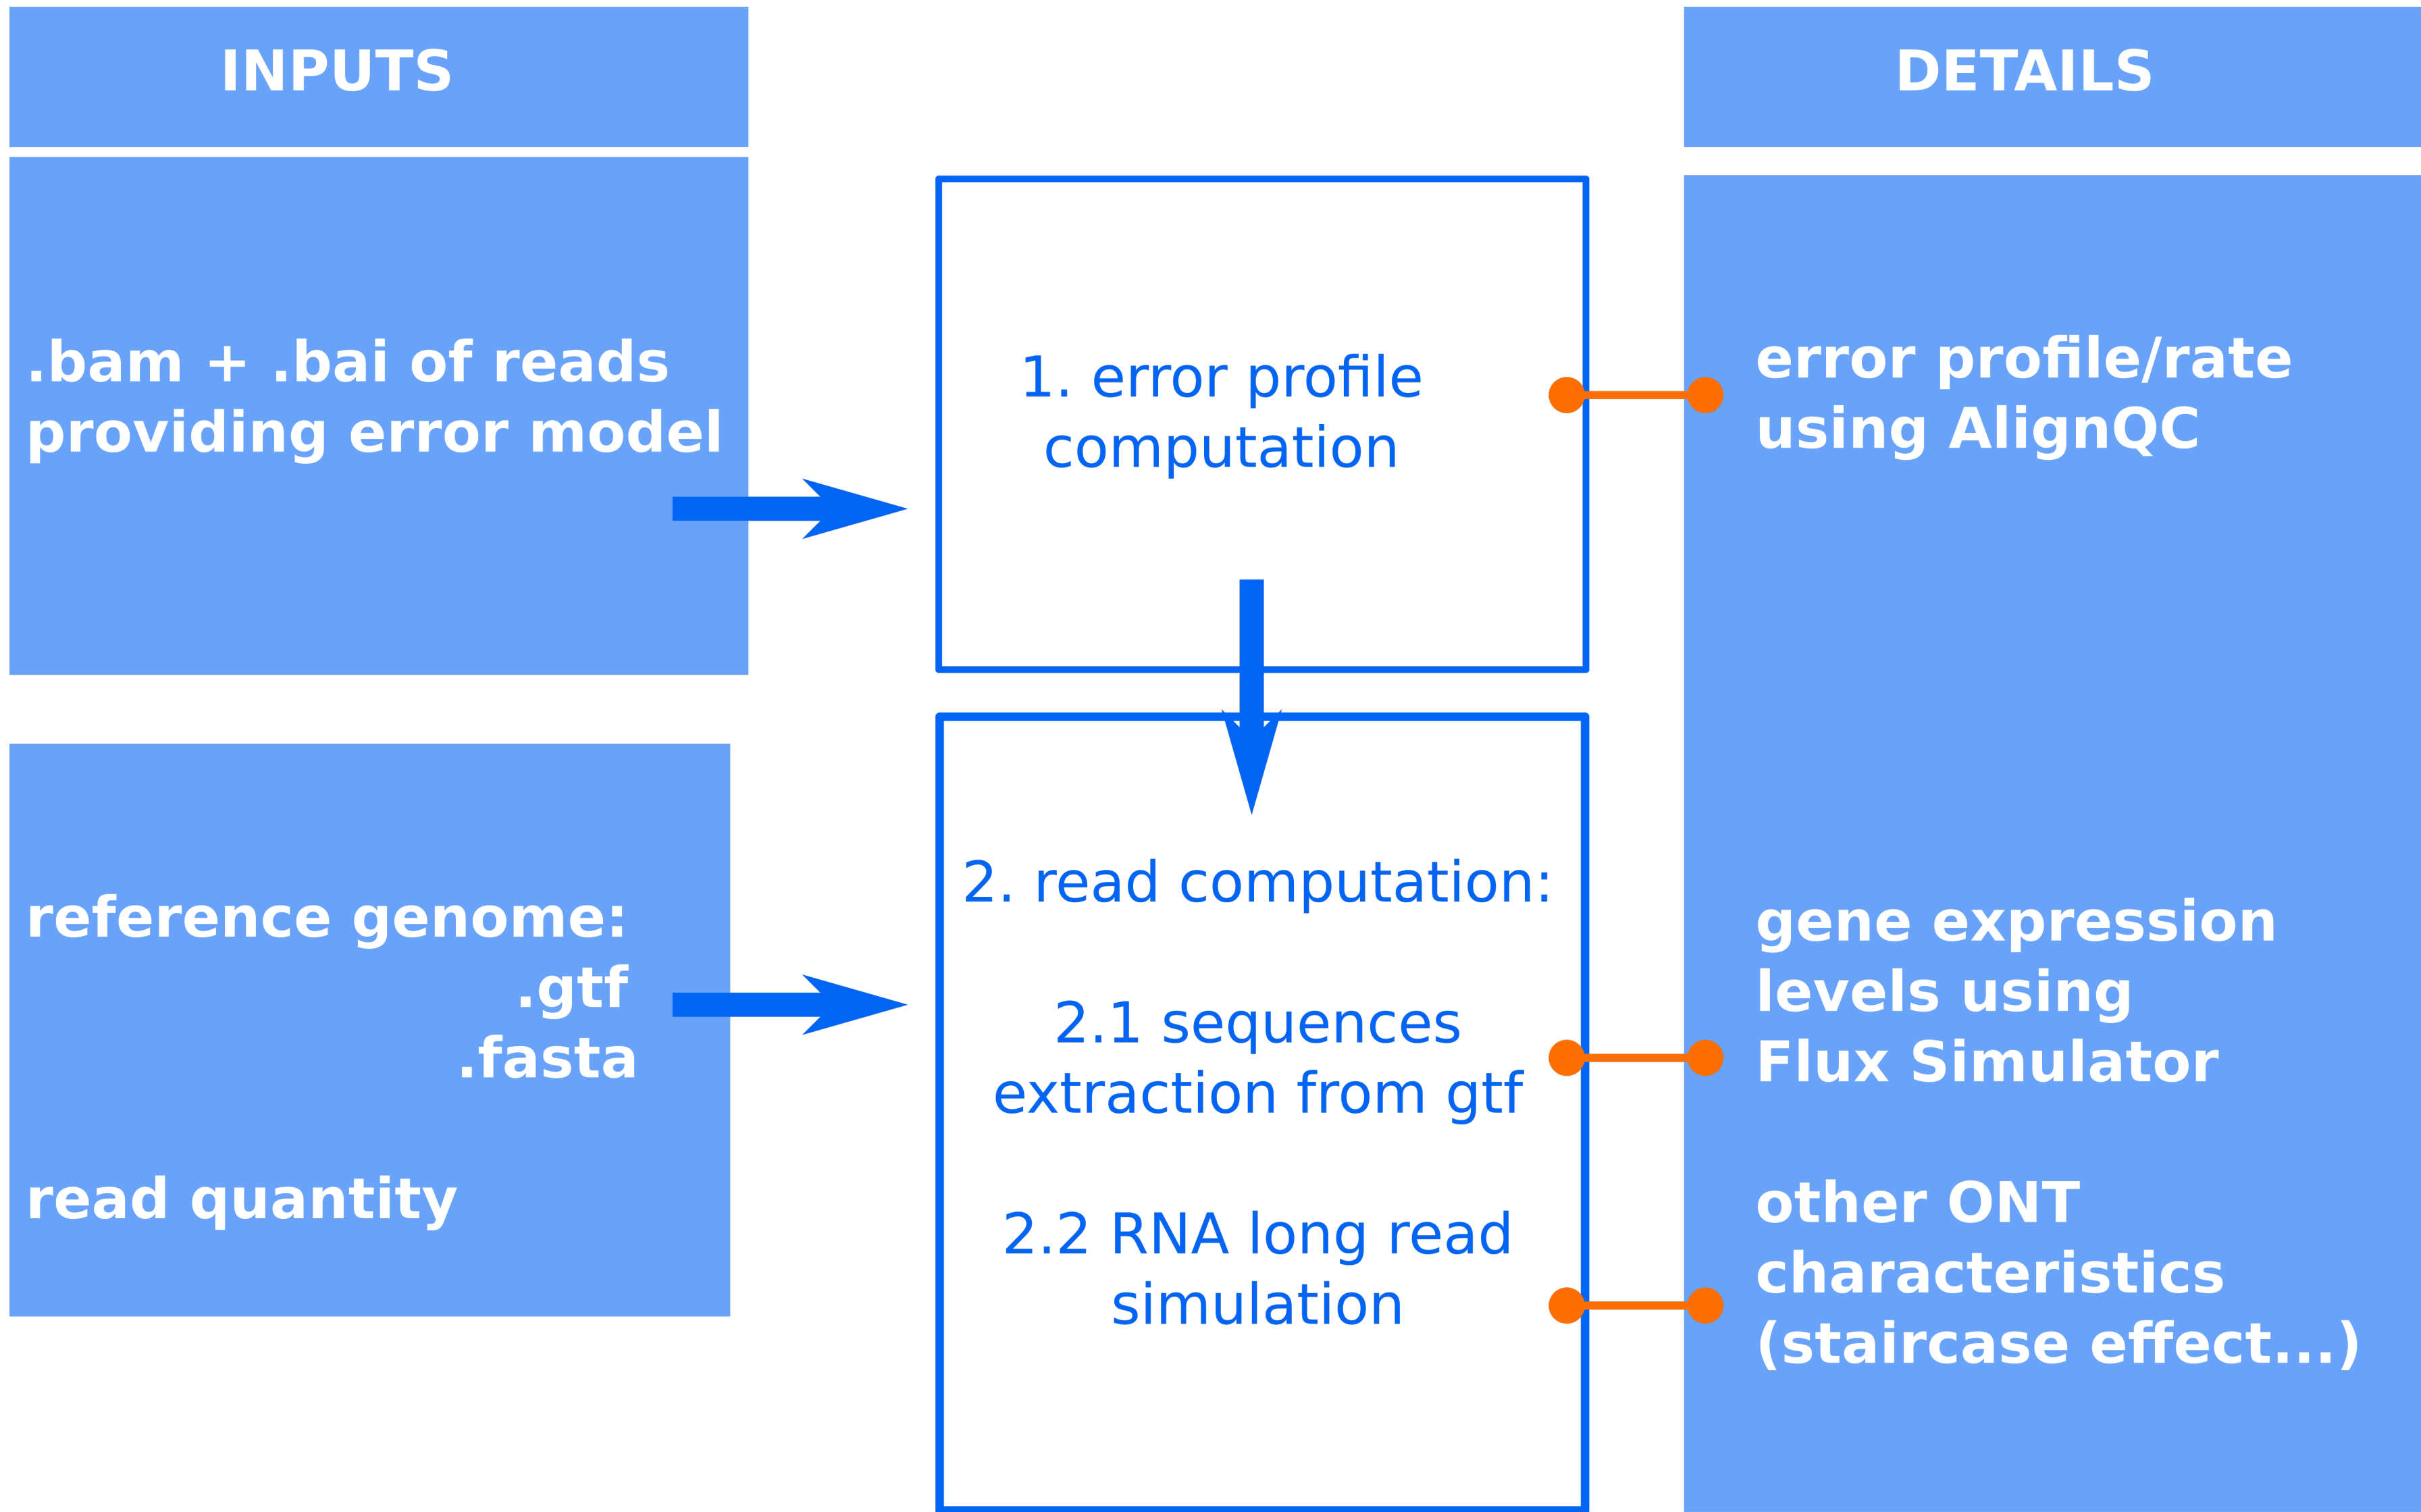 INPUTS
.bam + .bai of reads
providing error model
reference genome:
.gtf
.fasta
read quantity
1. error profile
computation
2. read computation:
2.1 sequences
extraction from gtf
2.2 RNA long read
simulation
DETAILS
error profile/rate
using AlignQC
gene expression
levels using
Flux Simulator
other ONT
characteristics
(staircase effect...)